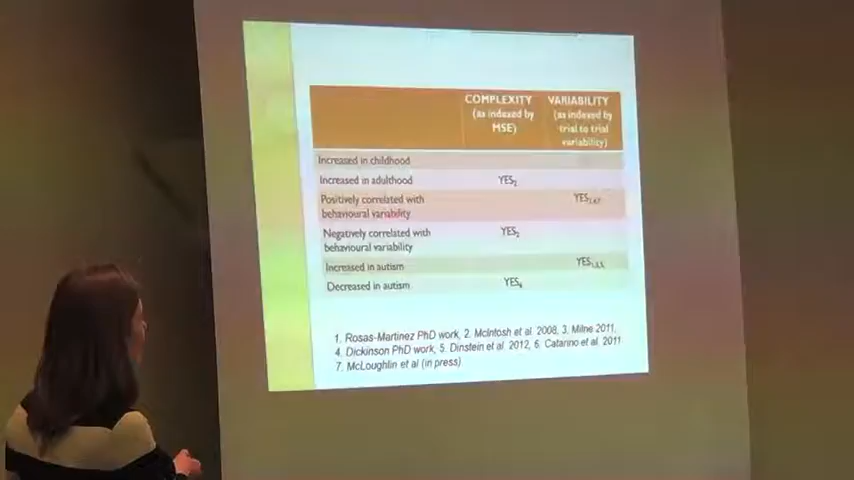 COMPLEXITY
(as indexed by
MSE)
VARIABILITY
(as indexed by
trial to trial
variability)
Increased in childhood
Increased in adulthood YES2
Positively correlated with
behavioural variability
YES
Negatively correlated with
behavioural variability
YES2
Increased in autism YES
Decreased in autism YES
1. Rosas-Martinez PhD work, 2. McIntosh et al. 2008, 3. Milne 2011,
4. Dickinson PhD work, 5. Dinstein et al. 2012, 6. Catarino et al. 2011
7. McLoughlin et al (in press)